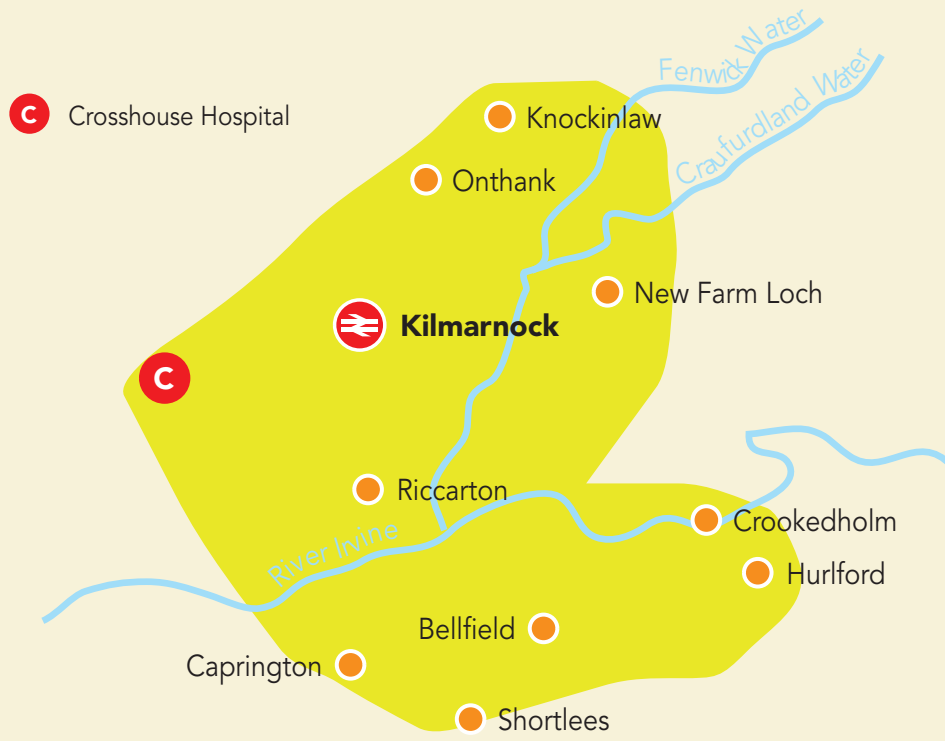 Fenwick Water
Craufurdland Water
C Crosshouse Hospital
Knockinlaw
Onthank
New Farm Loch
Kilmarnock
C
Riccarton
Crookedholm
River Irvine
Hurlford
Bellfield
Caprington
Shortlees